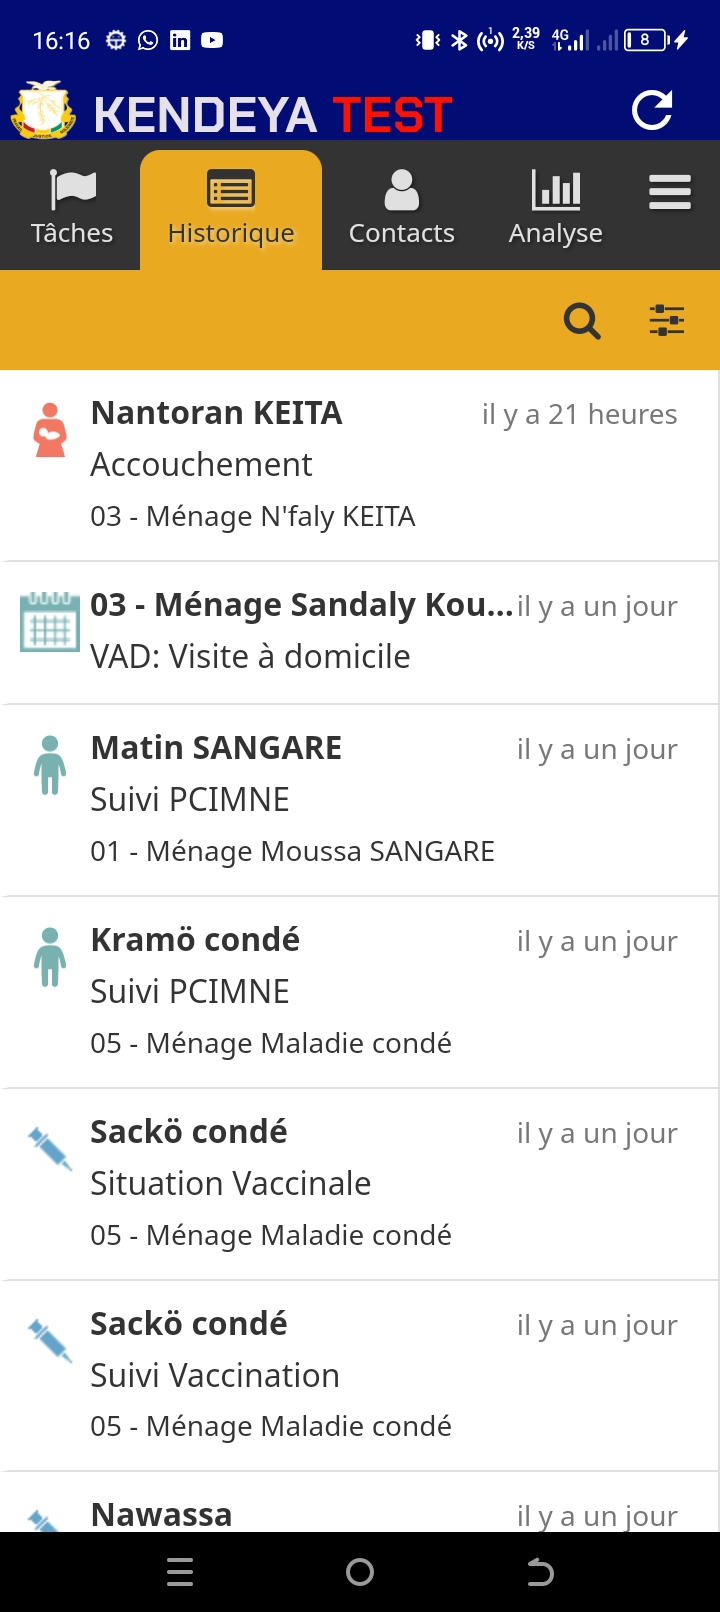 16:16
2,39
K/S
4G
8
KENDEYA TEST
Tâches
Historique
Contacts
Analyse
Nantoran KEITA
il y a 21 heures
Accouchement
03 - Ménage N'faly KEITA
03 - Ménage Sandaly Kou...
il y a un jour
VAD: Visite à domicile
Matin SANGARE
il y a un jour
Suivi PCIMNE
01 - Ménage Moussa SANGARE
Kramö condé
il y a un jour
Suivi PCIMNE
05 - Ménage Maladie condé
Sackö condé
il y a un jour
Situation Vaccinale
05 - Ménage Maladie condé
Sackö condé
il y a un jour
Suivi Vaccination
05 - Ménage Maladie condé
Nawassa
il y a un jour